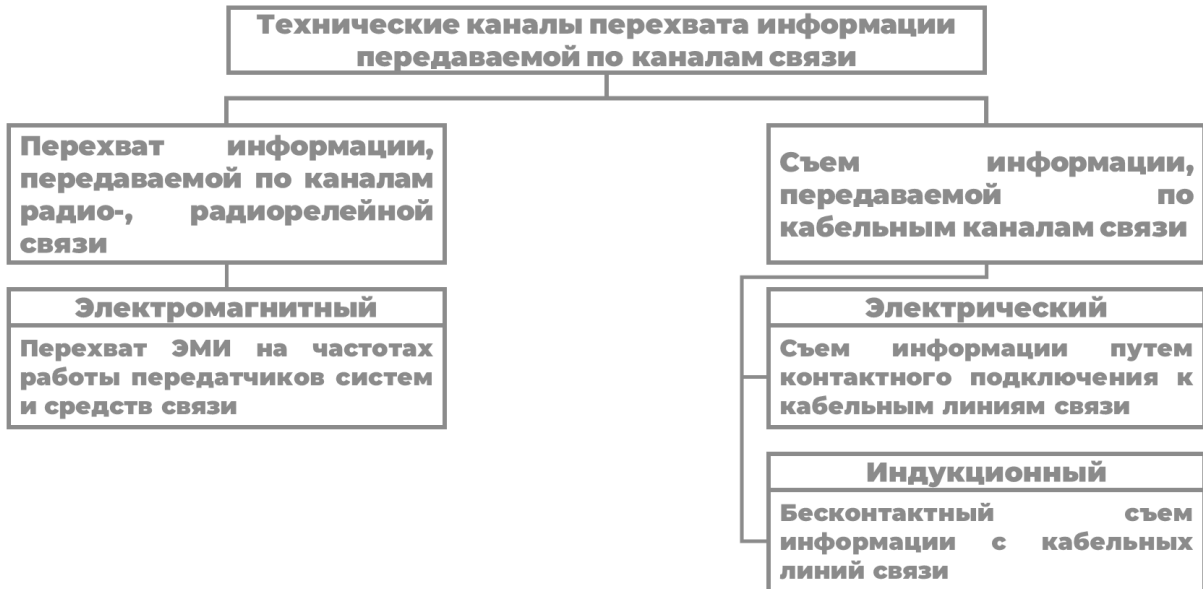 Технические каналы перехвата информации
передаваемой по каналам связи
Перехват информации,
передаваемой по каналам
радио-, радиорелейной
связи
Электромагнитный
Перехват ЭМИ на частотах
работы передатчиков систем
и средств связи
Съем информации,
передаваемой по
кабельным каналам связи
Электрический
Съем информации путем
контактного подключения к
кабельным линиям связи
Индукционный
Бесконтактный съем
информации с кабельных
линий связи